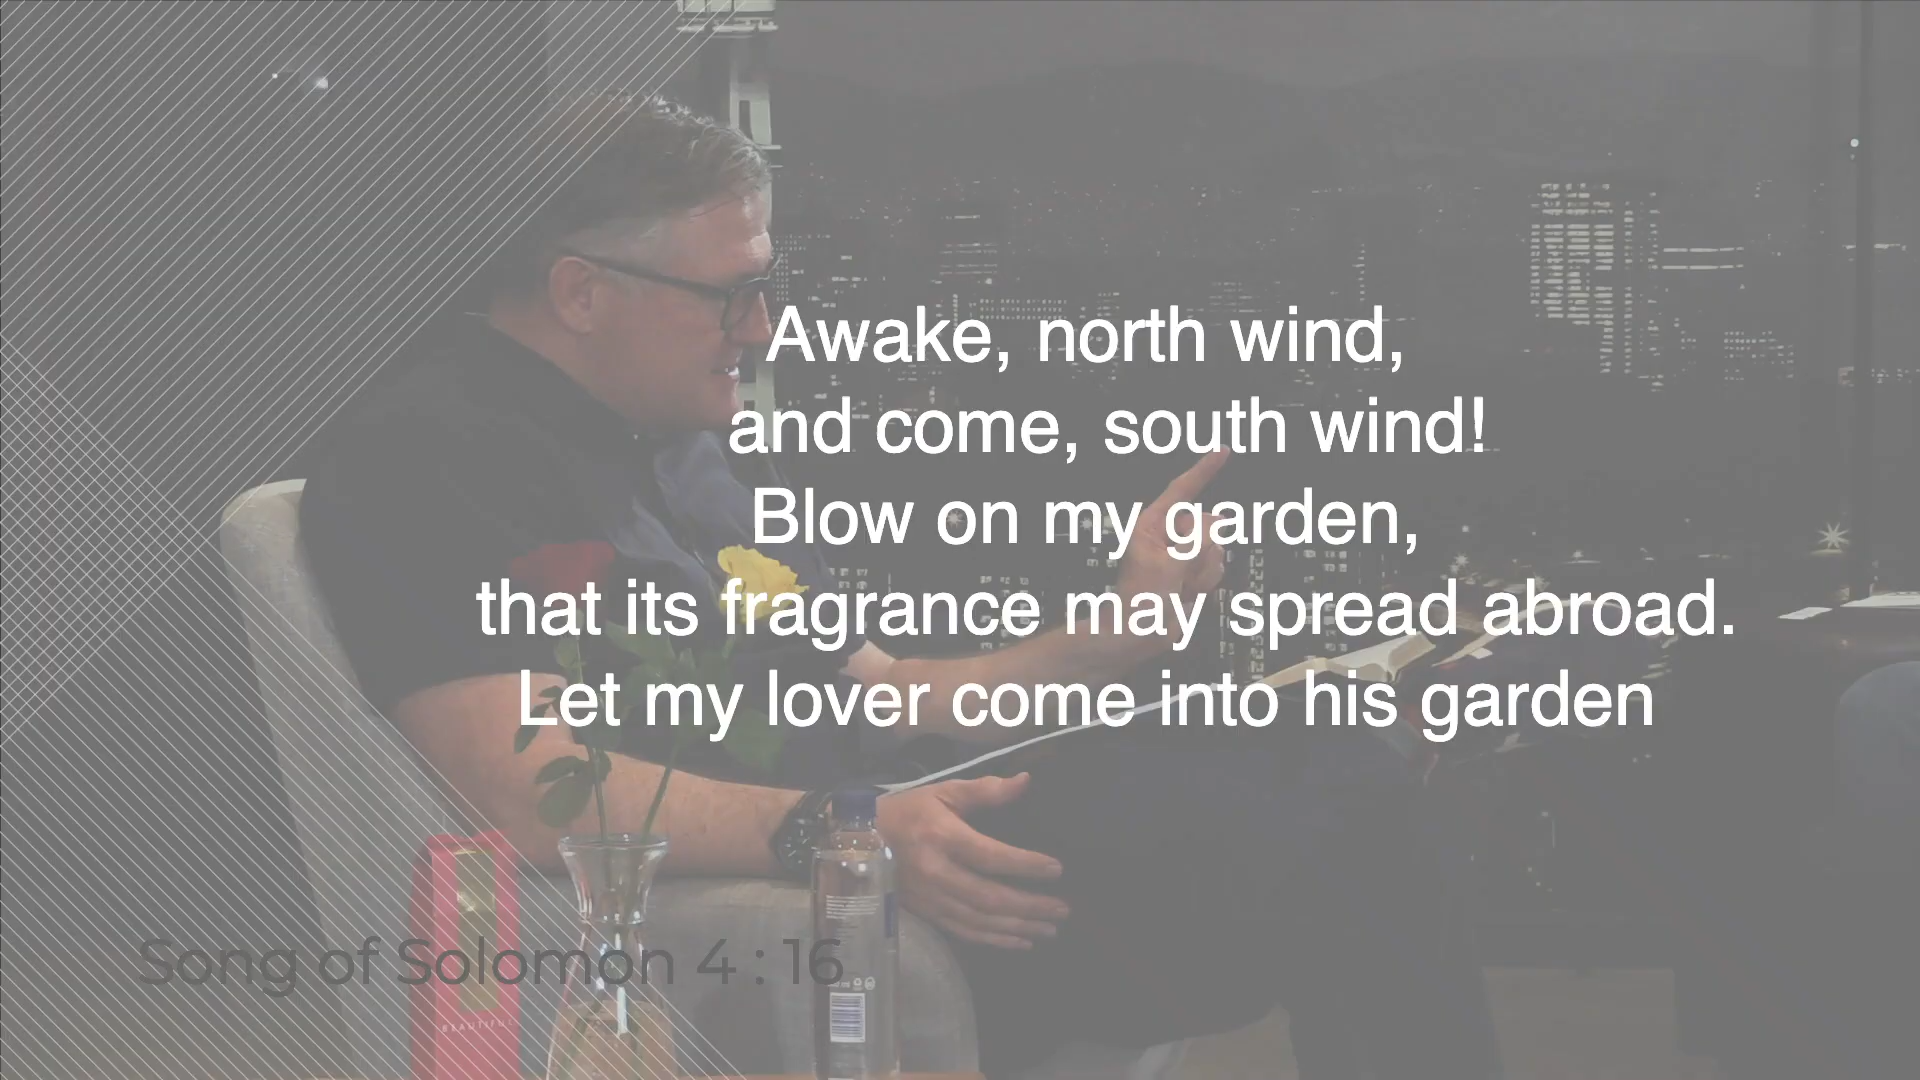 Awake, north wind,
and come, south wind!
Blow on my garden,
that its fragrance may spread abroad.
Let my lover come into his garden
Song of Solomon 4 : 16
BEAUTIFUL